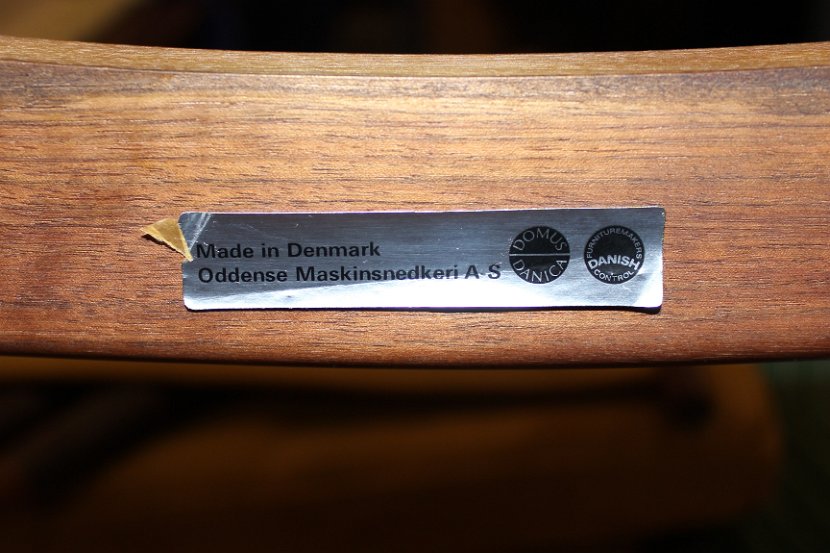 Made in Denmark
Oddense Maskinsnedkeri A-S
DOMUS
DANICA
FURNITUREMAKERS
DANISH
CONTROL